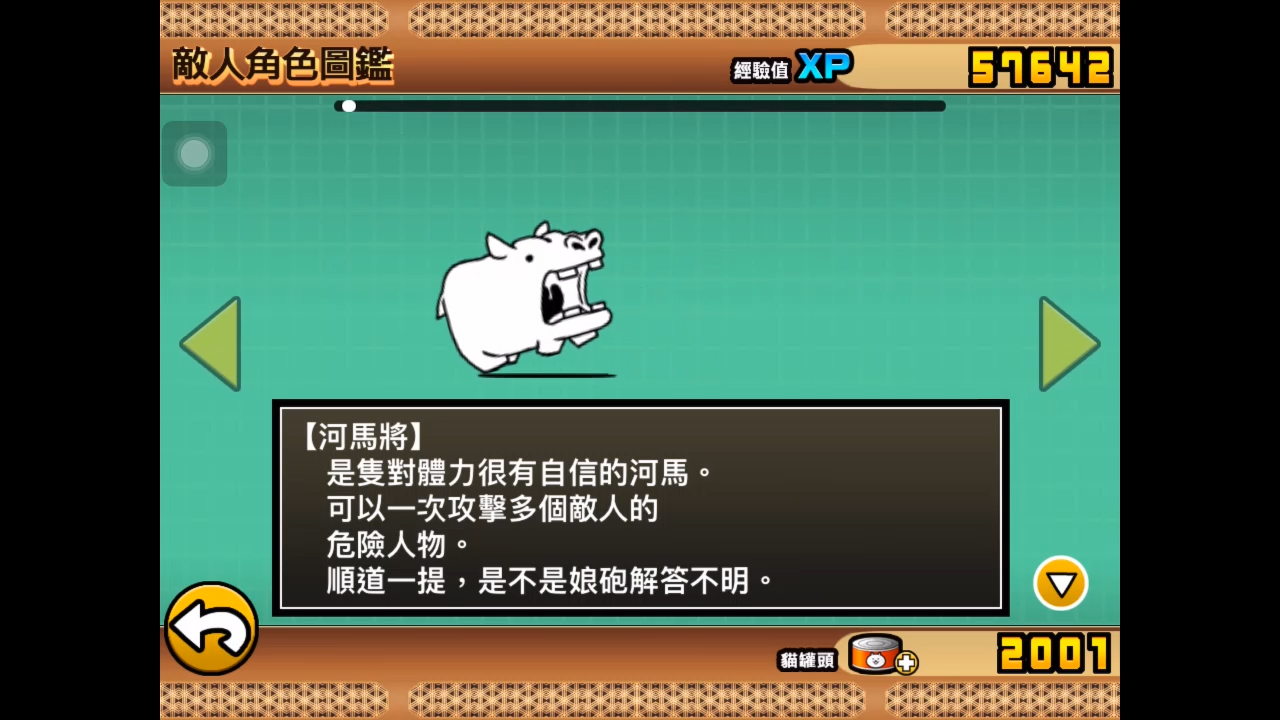 敵人角色圖鑑
經驗值 XP 57642
【河馬將】
是隻對體力很有自信的河馬。
可以一次攻擊多個敵人的
危險人物。
順道一提，是不是娘砲解答不明。
貓罐頭 2001